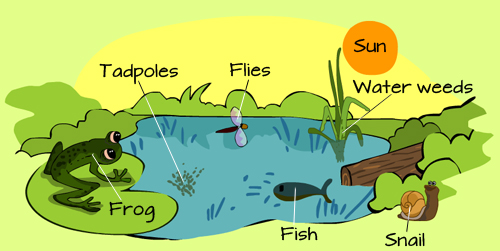 Sun
Tadpoles
Flies
Water weeds
Frog
Fish
Snail